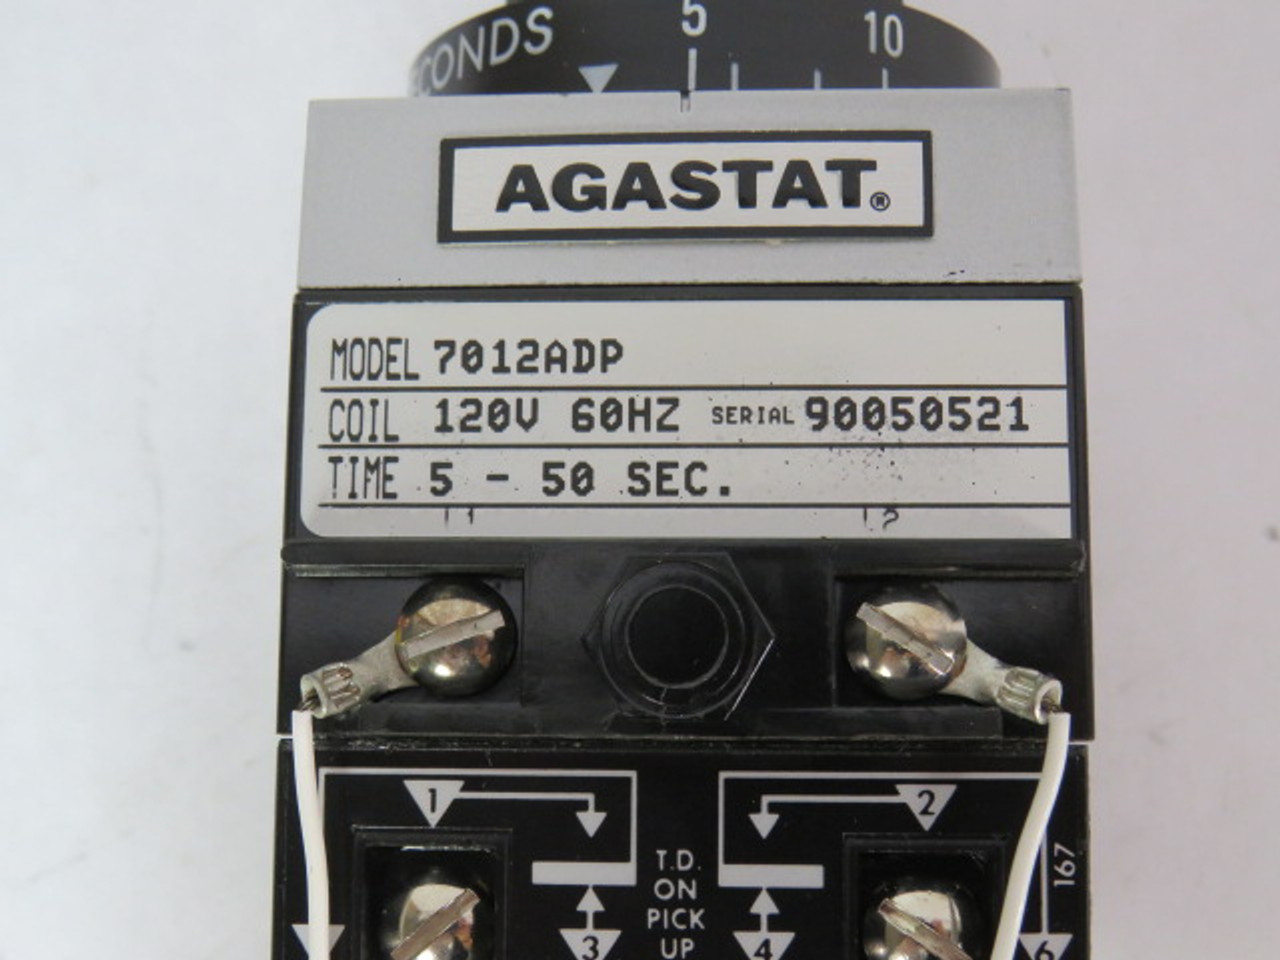 5 10
AGASTAT®
MODEL 7012ADP
COIL 120V 60HZ SERIAL 90050521
TIME 5 - 50 SEC.
1 2
T.D.
ON
PICK
UP
3 4 6
167